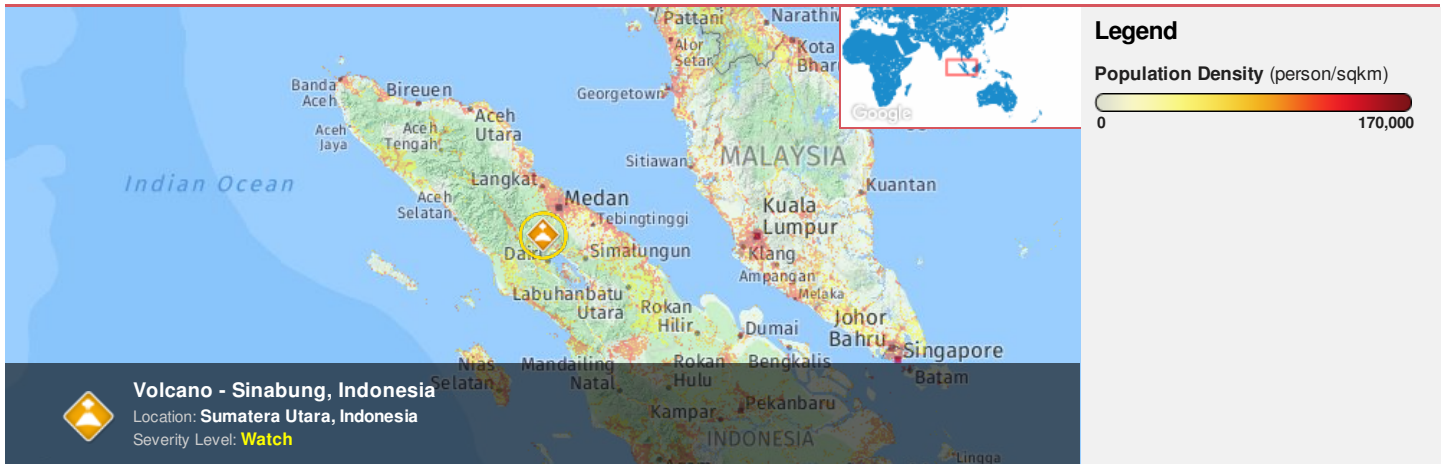 Pattani
Narathiw
Alor
Setar
Kota
Bharu
Google
Banda
Aceh
Bireuen
Georgetown
Aceh
Utara
Aceh
Jaya
Aceh
Tengah
Sitiawan
MALAYSIA
Indian Ocean
Langkat
Kuantan
Aceh
Selatan
Medan
Kuala
Lumpur
Tebingtinggi
Dairi
Simalungun
Klang
Ampangan
Labuhanbatu
Utara
Melaka
Rokan
Hilir
Johor
Bahru
Dumai
Singapore
Nias
Selatan
Mandailing
Natal
Rokan
Hulu
Bengkalis
Batam
Kampar
Pekanbaru
INDONESIA
Lingga
Volcano - Sinabung, Indonesia
Location: Sumatera Utara, Indonesia
Severity Level: Watch
Legend
Population Density (person/sqkm)
0 170,000